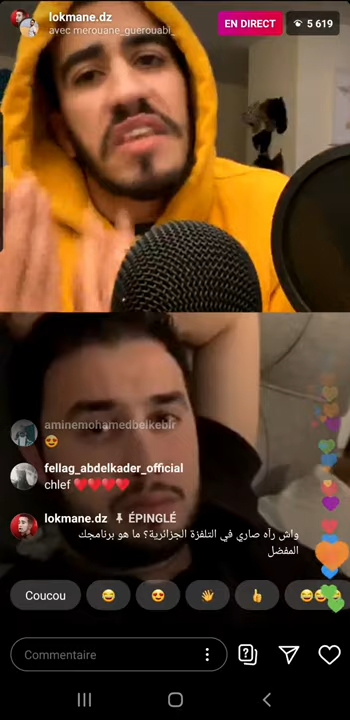 lokmane.dz
avec merouane_guerouabi_
EN DIRECT
5 619
aminemohamedbelkebir
fellag_abdelkader_official
chlef
lokmane.dz ÉPINGLÉ
واش رآه صاري في التلفزة الجزائرية؟ ما هو برنامجك
المفضل
Coucou
Commentaire